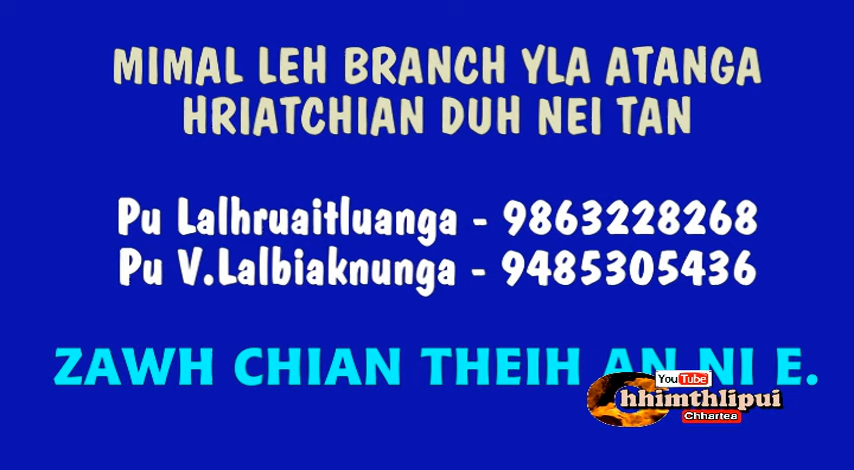 MIMAL LEH BRANCH YLA ATANGA
HRIATCHIAN DUH NEI TAN
Pu Lalhruaitluanga - 9863228268
Pu V.Lalbiaknunga - 9485305436
ZAWH CHIAN THEIH AN NI E.
YouTube
Chhimthlipui
Chhartea